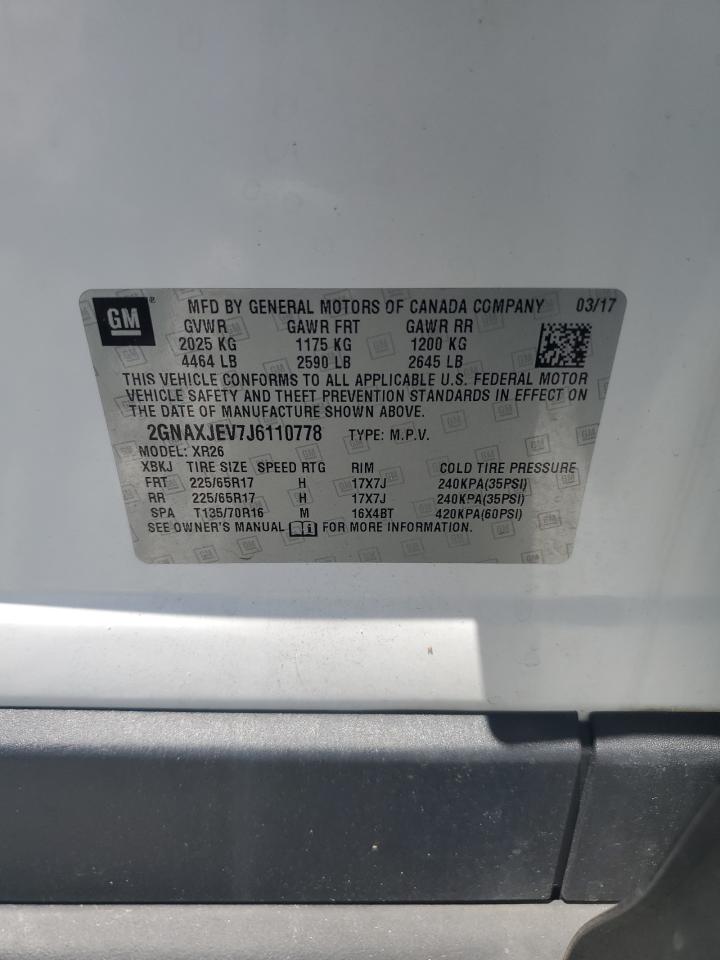 GM ® MFD BY GENERAL MOTORS OF CANADA COMPANY 03/17
GVWR GAWR FRT GAWR RR
2025 KG 1175 KG 1200 KG
4464 LB 2590 LB 2645 LB
THIS VEHICLE CONFORMS TO ALL APPLICABLE U.S. FEDERAL MOTOR
VEHICLE SAFETY AND THEFT PREVENTION STANDARDS IN EFFECT ON
THE DATE OF MANUFACTURE SHOWN ABOVE.
2GNAXJEV7J6110778 TYPE: M.P.V.
MODEL: XR26
XBKJ TIRE SIZE SPEED RTG RIM COLD TIRE PRESSURE
FRT 225/65R17 H 17X7J 240KPA(35PSI)
RR 225/65R17 H 17X7J 240KPA(35PSI)
SPA T135/70R16 M 16X4BT 420KPA(60PSI)
SEE OWNER'S MANUAL FOR MORE INFORMATION.